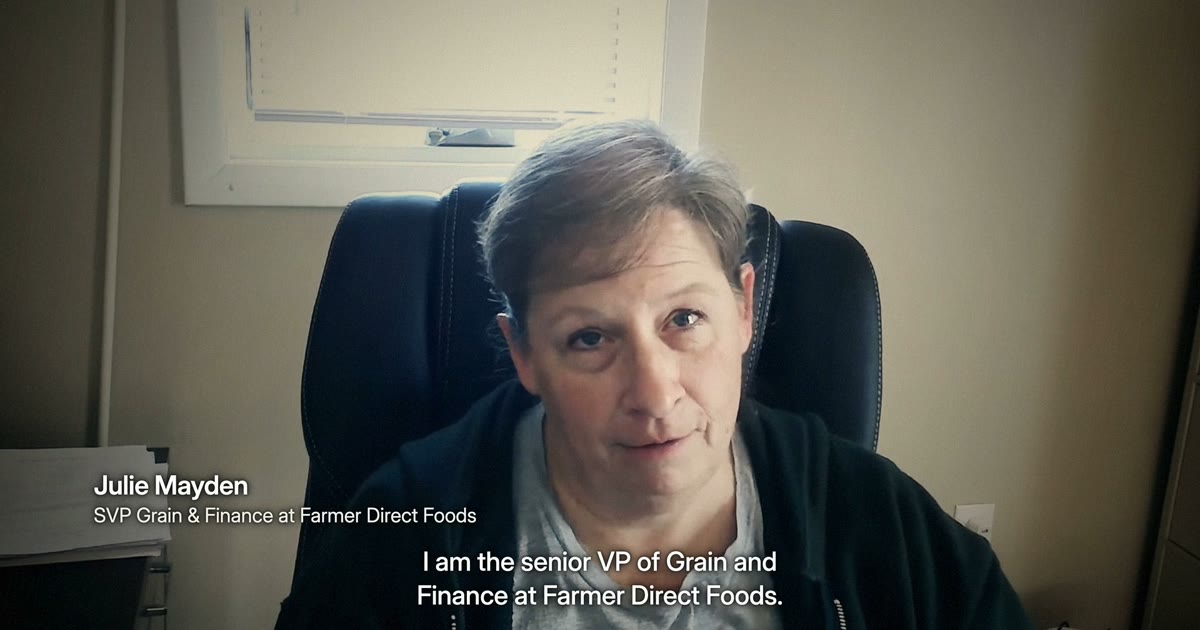 Julie Mayden
SVP Grain & Finance at Farmer Direct Foods
I am the senior VP of Grain and
Finance at Farmer Direct Foods.